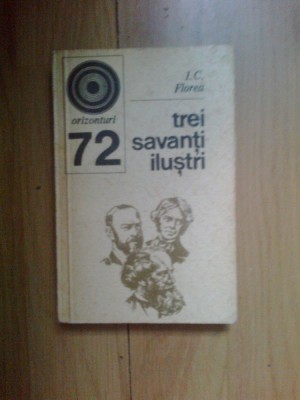 I.C.
Florea
orizonturi
72
trei
savanți
iluștri